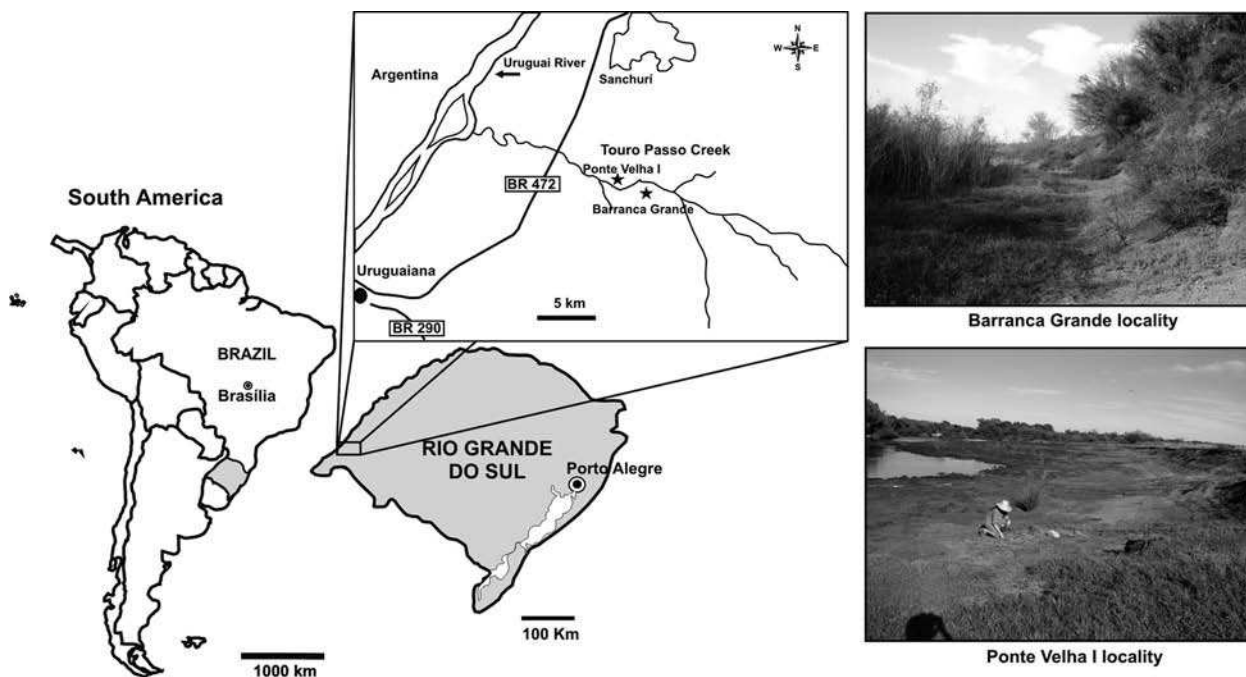 South America
BRAZIL
Brasília
1000 km
Argentina
Uruguai River
Sanchurí
N
W
E
S
Touro Passo Creek
Ponte Velha I
BR 472
Barranca Grande
Uruguaiana
5 km
BR 290
RIO GRANDE
DO SUL
Porto Alegre
100 Km
Barranca Grande locality
Ponte Velha I locality